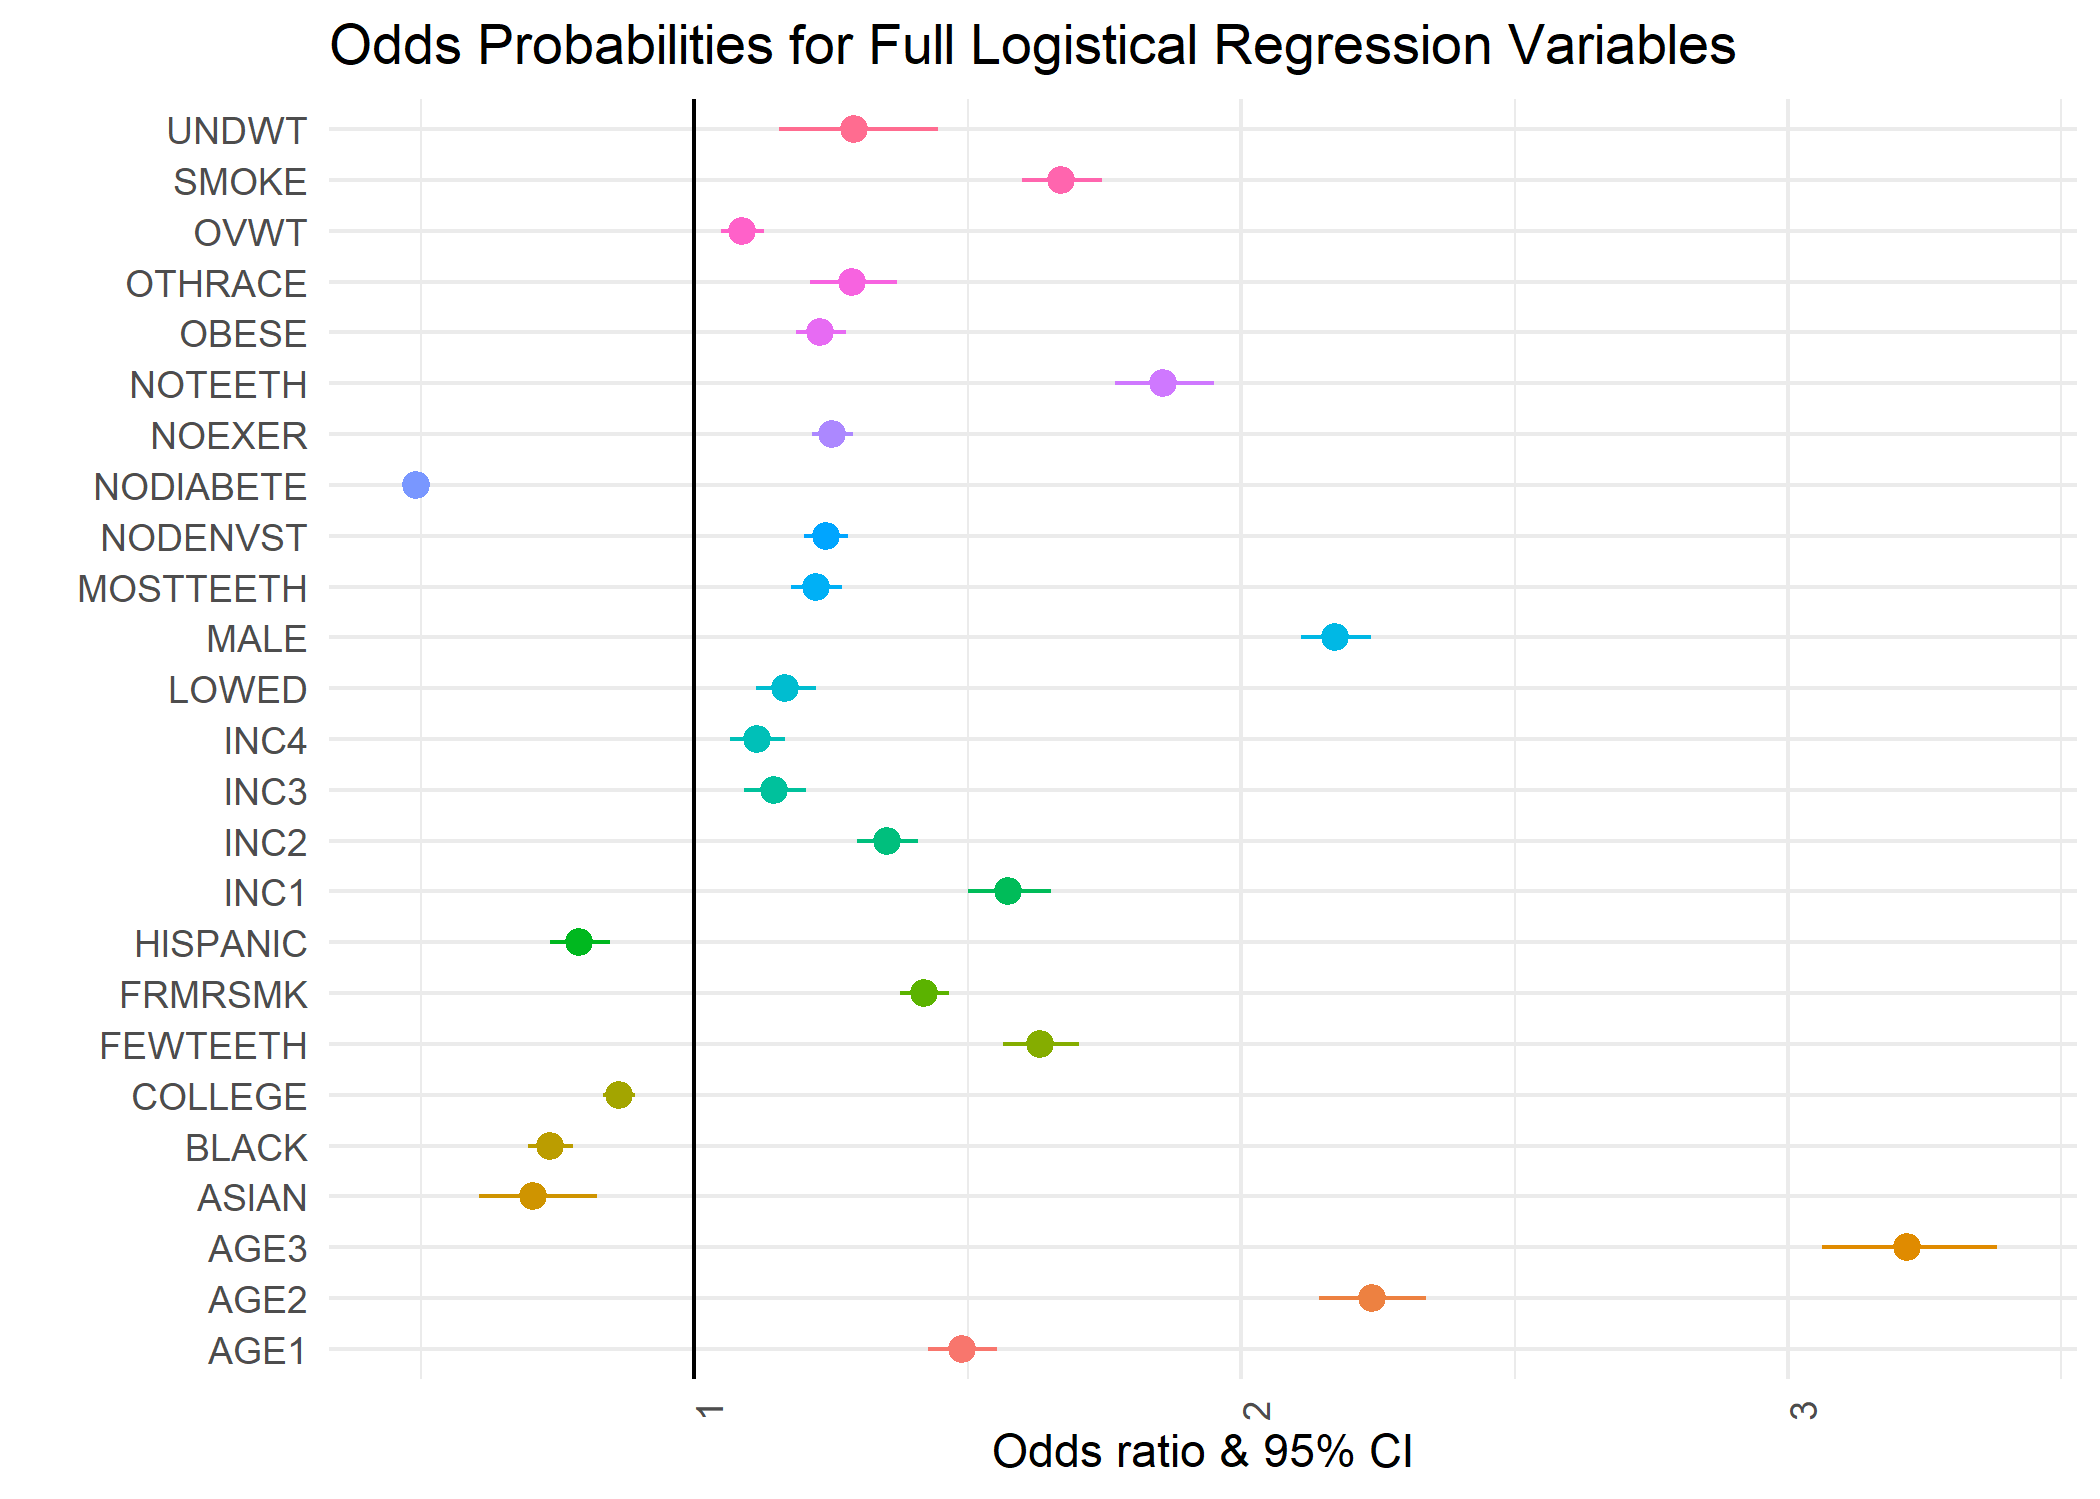 Odds Probabilities for Full Logistical Regression Variables
UNDWT
SMOKE
OVWT
OTHRACE
OBESE
NOTEETH
NOEXER
NODIABETE
NODENVST
MOSTTEETH
MALE
LOWED
INC4
INC3
INC2
INC1
HISPANIC
FRMRSMK
FEWTEETH
COLLEGE
BLACK
ASIAN
AGE3
AGE2
AGE1
1
2
3
Odds ratio & 95% CI